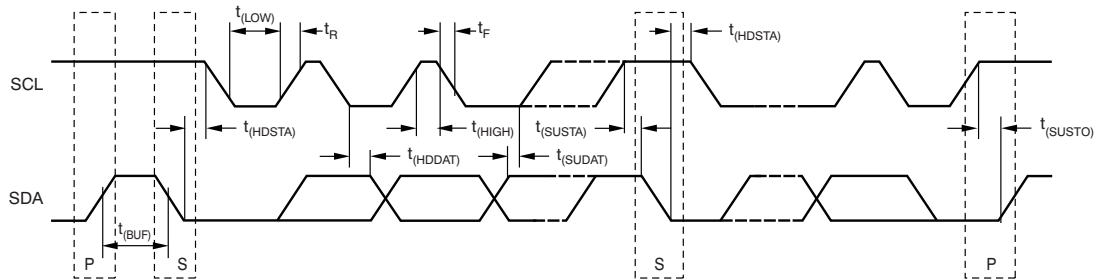 t(LOW)
tR
tF
t(HDSTA)
SCL
t(HDSTA)
t(HIGH)
t(SUSTA)
t(SUSTO)
t(HDDAT)
t(SUDAT)
SDA
t(BUF)
P
S
S
P